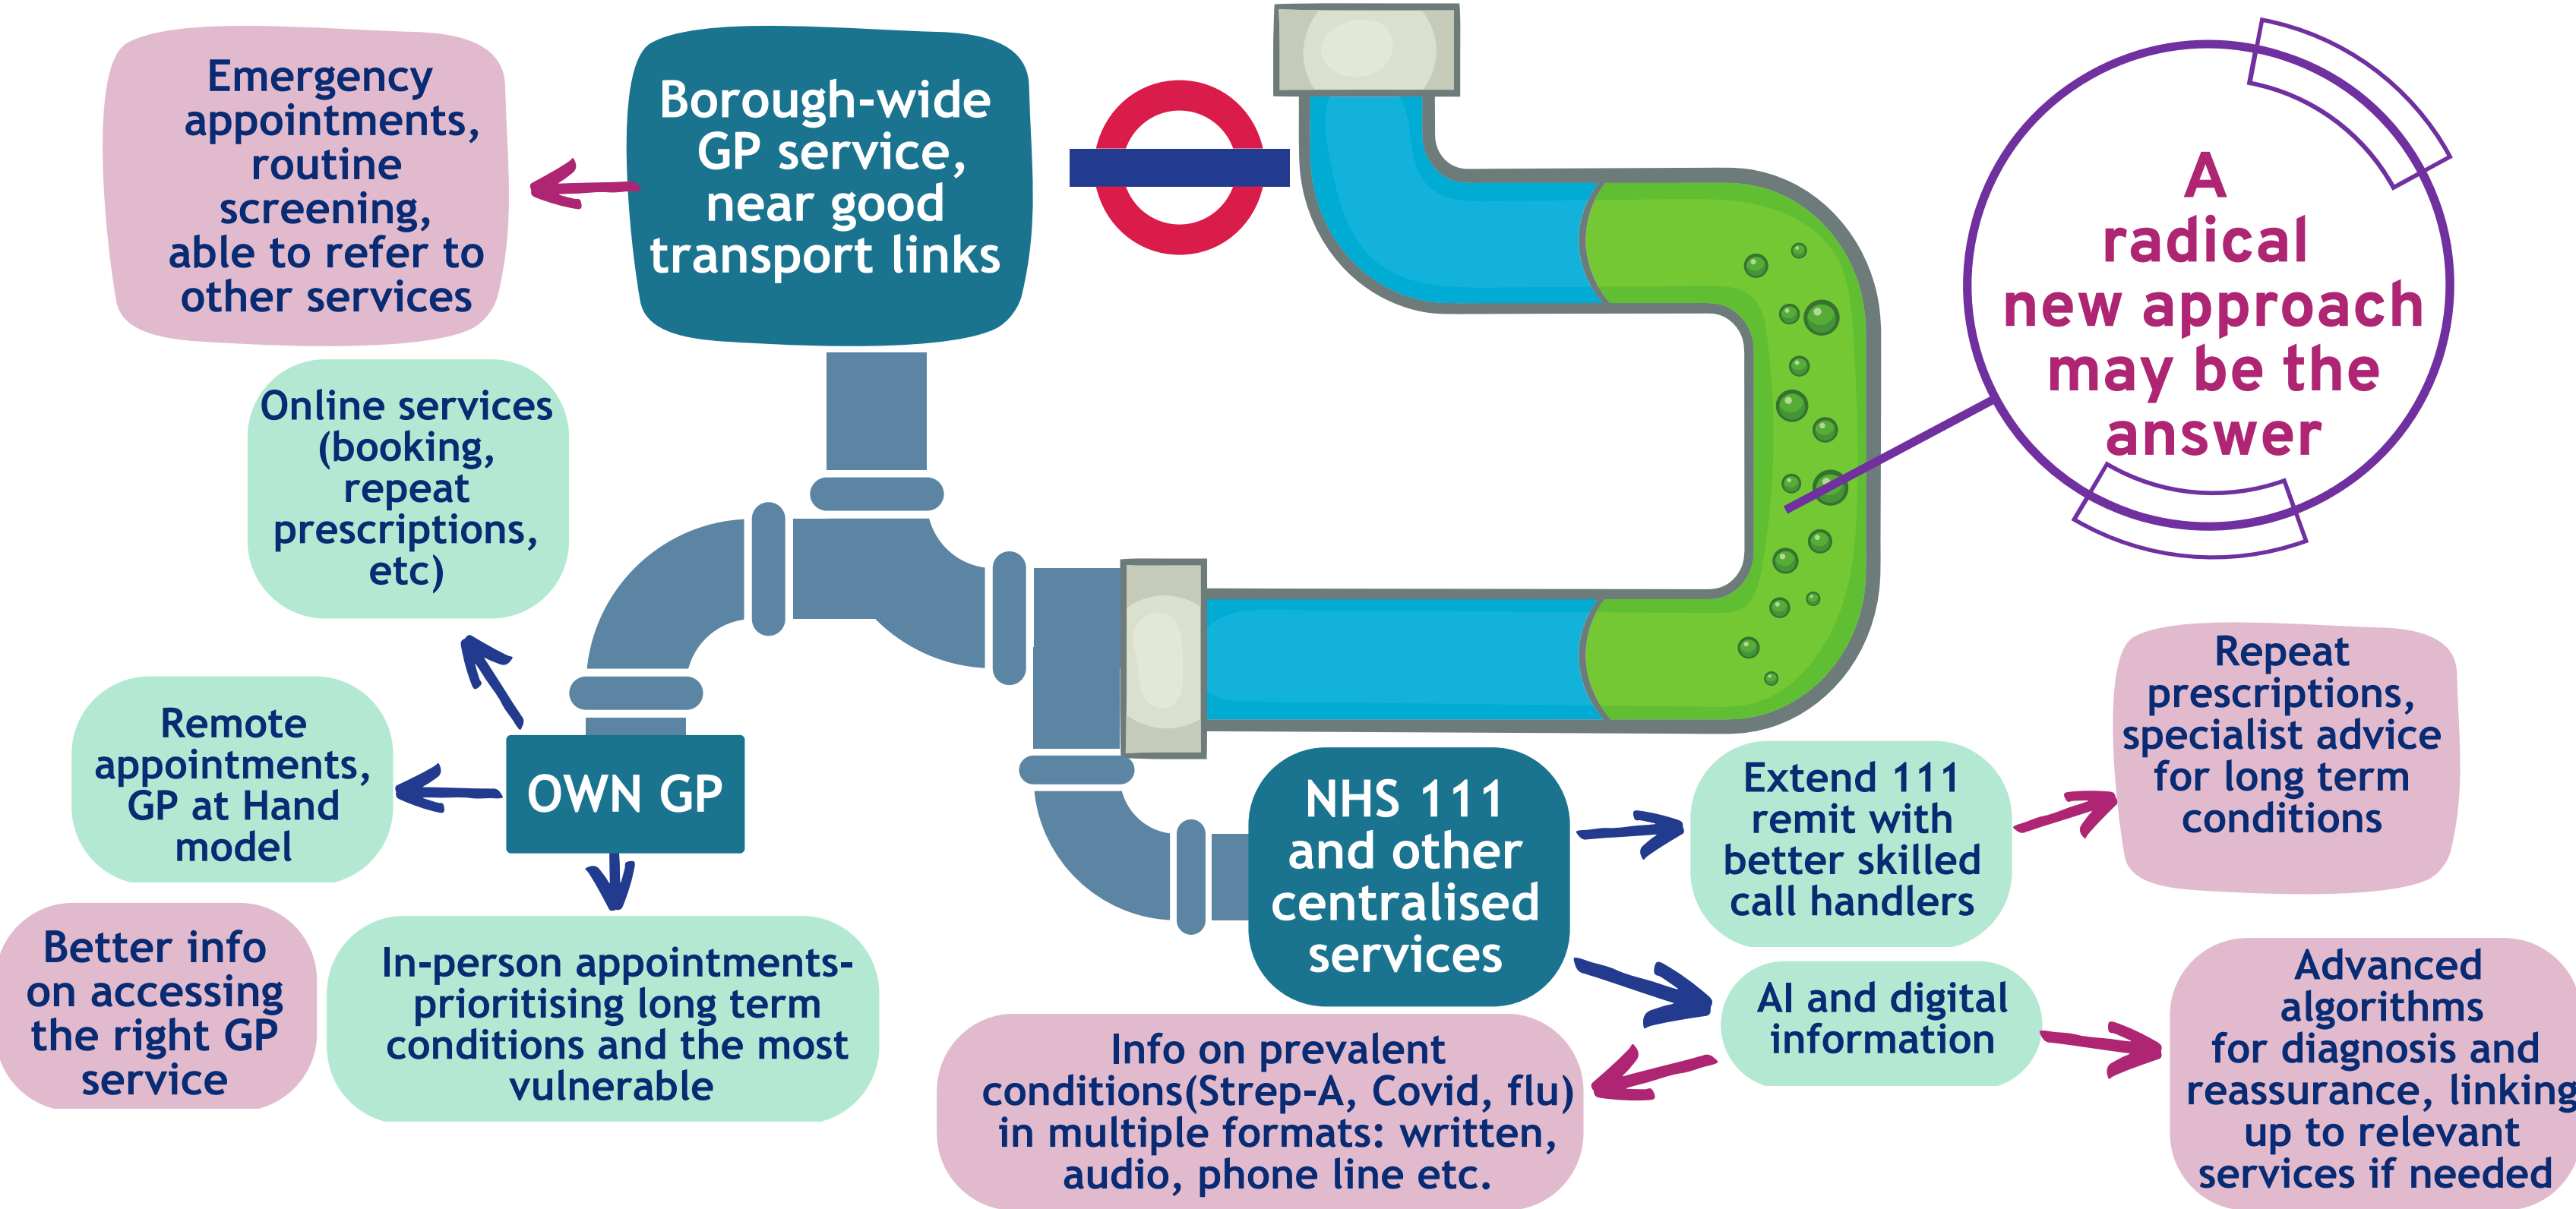 Emergency
appointments,
routine
screening,
able to refer to
other services
Borough-wide
GP service,
near good
transport links
A
radical
new approach
may be the
answer
Online services
(booking,
repeat
prescriptions,
etc)
Remote
appointments,
GP at Hand
model
OWN GP
Better info
on accessing
the right GP
service
In-person appointments-
prioritising long term
conditions and the most
vulnerable
NHS 111
and other
centralised
services
Extend 111
remit with
better skilled
call handlers
Repeat
prescriptions,
specialist advice
for long term
conditions
AI and digital
information
Info on prevalent
conditions(Strep-A, Covid, flu)
in multiple formats: written,
audio, phone line etc.
Advanced
algorithms
for diagnosis and
reassurance, linking
up to relevant
services if needed